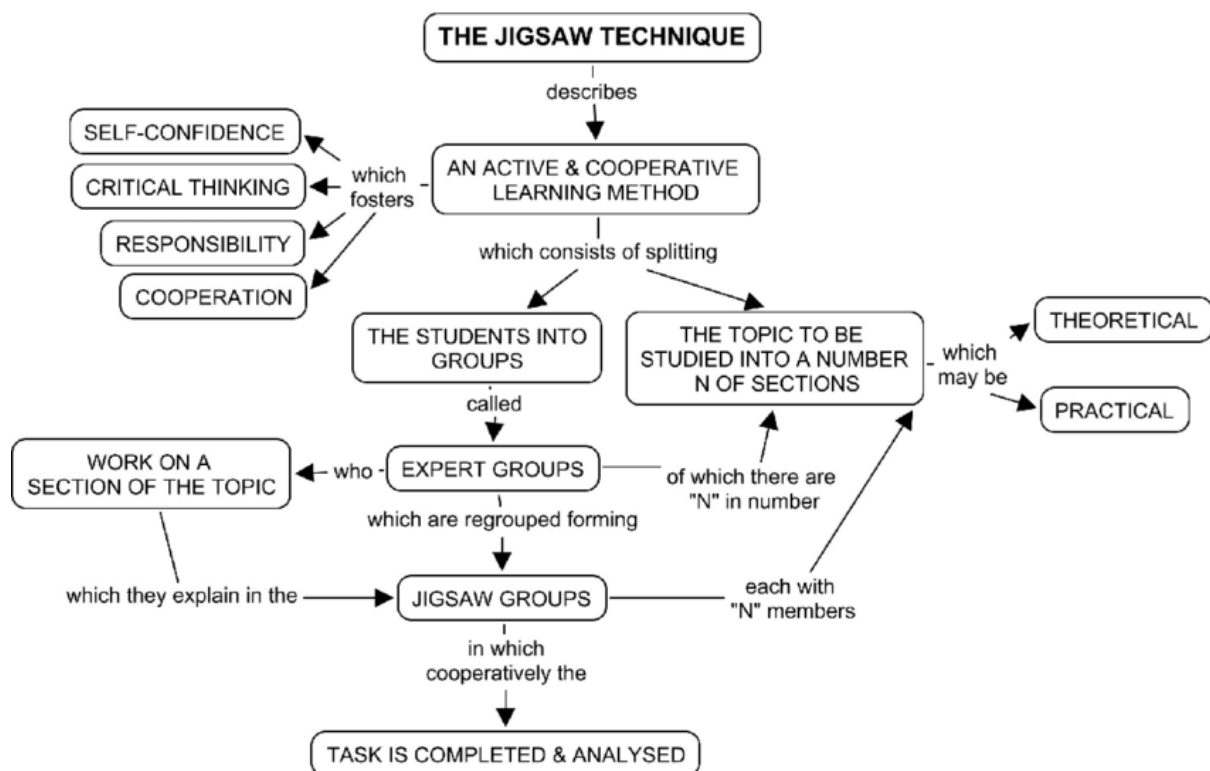 THE JIGSAW TECHNIQUE
describes
SELF-CONFIDENCE
CRITICAL THINKING
RESPONSIBILITY
COOPERATION
which
fosters
AN ACTIVE & COOPERATIVE
LEARNING METHOD
which consists of splitting
THE STUDENTS INTO
GROUPS
THE TOPIC TO BE
STUDIED INTO A NUMBER
N OF SECTIONS
which
may be
THEORETICAL
PRACTICAL
called
WORK ON A
SECTION OF THE TOPIC
who
EXPERT GROUPS
of which there are
"N" in number
which are regrouped forming
which they explain in the
JIGSAW GROUPS
each with
"N" members
in which
cooperatively the
TASK IS COMPLETED & ANALYSED